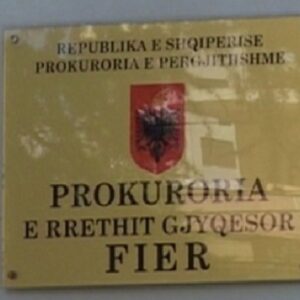 REPUBLIKA E SHQIPERISE
PROKURORIA E PERGJITHSHME
PROKURORIA
E RRETHIT GJYQESOR
FIER